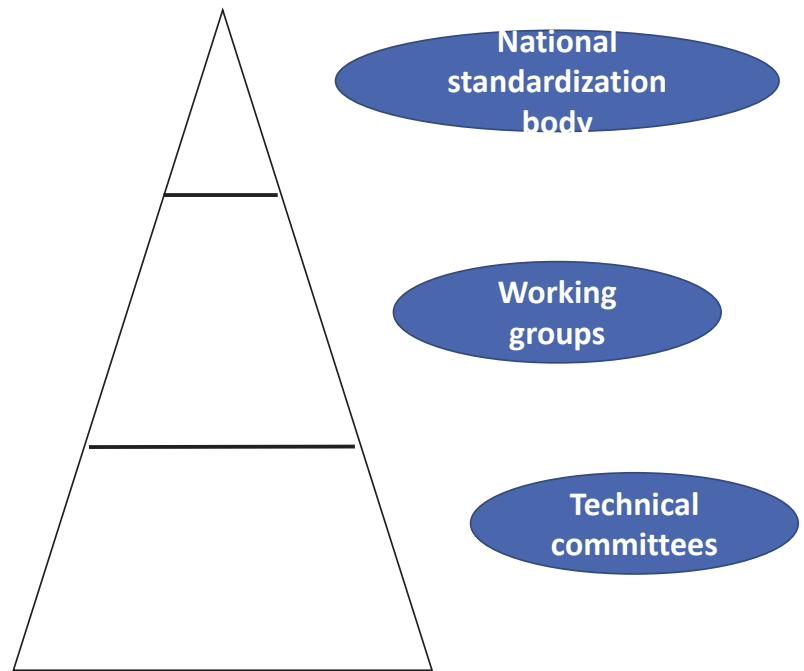 National
standardization
body
Working
groups
Technical
committees